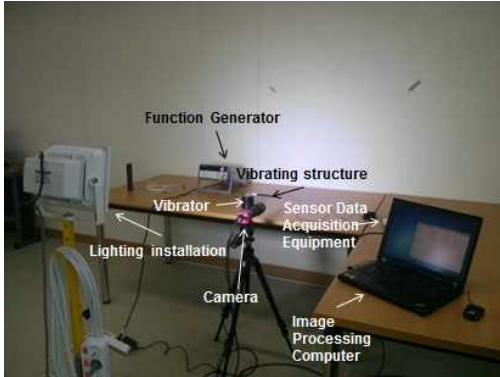 Function Generator
Vibrating structure
Vibrator
Sensor Data
Acquisition
Equipment
Lighting installation
Camera
Image
Processing
Computer